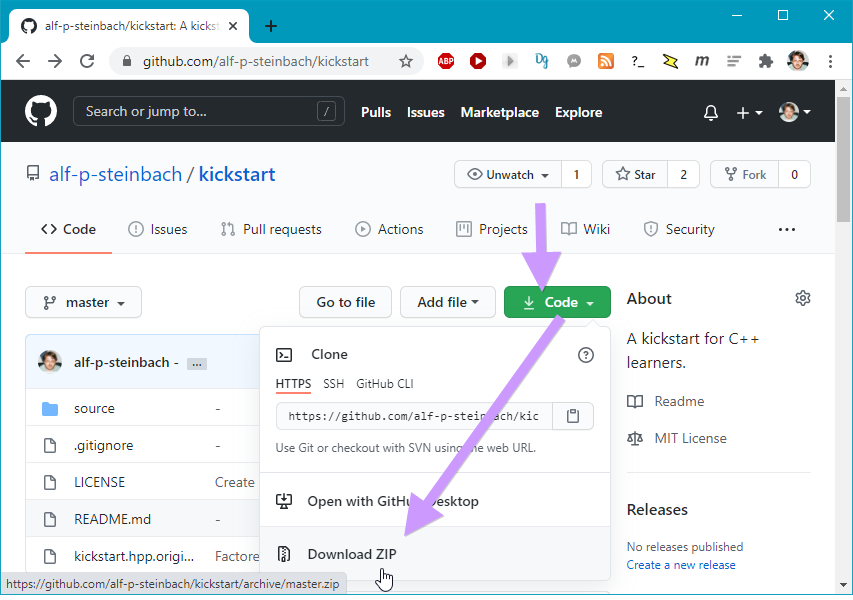 alf-p-steinbach/kickstart: A kicks
github.com/alf-p-steinbach/kickstart
ABP
Dg
M
?_
m
Search or jump to...
/
Pulls
Issues
Marketplace
Explore
alf-p-steinbach / kickstart
Unwatch
1
Star
2
Fork
0
<> Code
Issues
Pull requests
Actions
Projects
Wiki
Security
...
master
Go to file
Add file
Code
About
A kickstart for C++
learners.
Readme
MIT License
Releases
No releases published
Create a new release
alf-p-steinbach -
...
source -
.gitignore -
LICENSE Create
README.md -
kickstart.hpp.origi... Factore
Clone
HTTPS SSH GitHub CLI
https://github.com/alf-p-steinbach/kic
Use Git or checkout with SVN using the web URL.
Open with GitHub Desktop
Download ZIP
https://github.com/alf-p-steinbach/kickstart/archive/master.zip